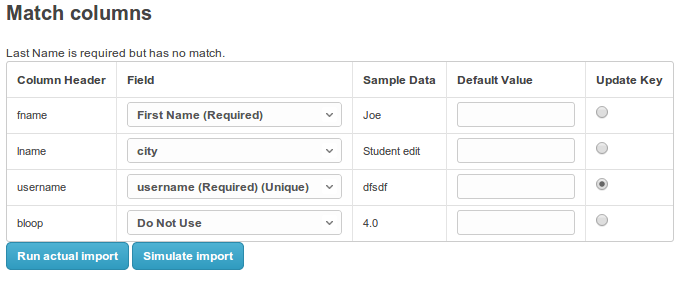 Match columns
Last Name is required but has no match.
Column Header Field Sample Data Default Value Update Key
fname First Name (Required) Joe
lname city Student edit
username username (Required) (Unique) dfsdf
bloop Do Not Use 4.0
Run actual import Simulate import